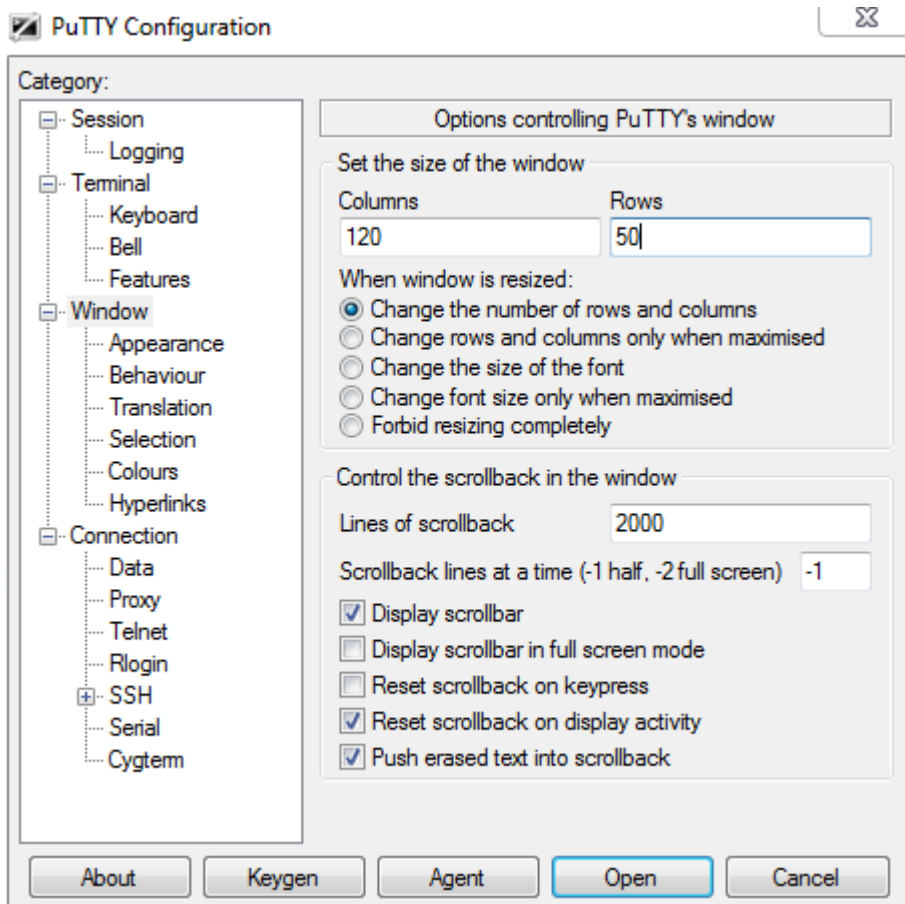 PuTTY Configuration
Category:
Session
Logging
Terminal
Keyboard
Bell
Features
Window
Appearance
Behaviour
Translation
Selection
Colours
Hyperlinks
Connection
Data
Proxy
Telnet
Rlogin
SSH
Serial
Cygterm
Options controlling PuTTY's window
Set the size of the window
Columns Rows
120 50
When window is resized:
Change the number of rows and columns
Change rows and columns only when maximised
Change the size of the font
Change font size only when maximised
Forbid resizing completely
Control the scrollback in the window
Lines of scrollback 2000
Scrollback lines at a time (-1 half, -2 full screen) -1
Display scrollbar
Display scrollbar in full screen mode
Reset scrollback on keypress
Reset scrollback on display activity
Push erased text into scrollback
About Keygen Agent Open Cancel